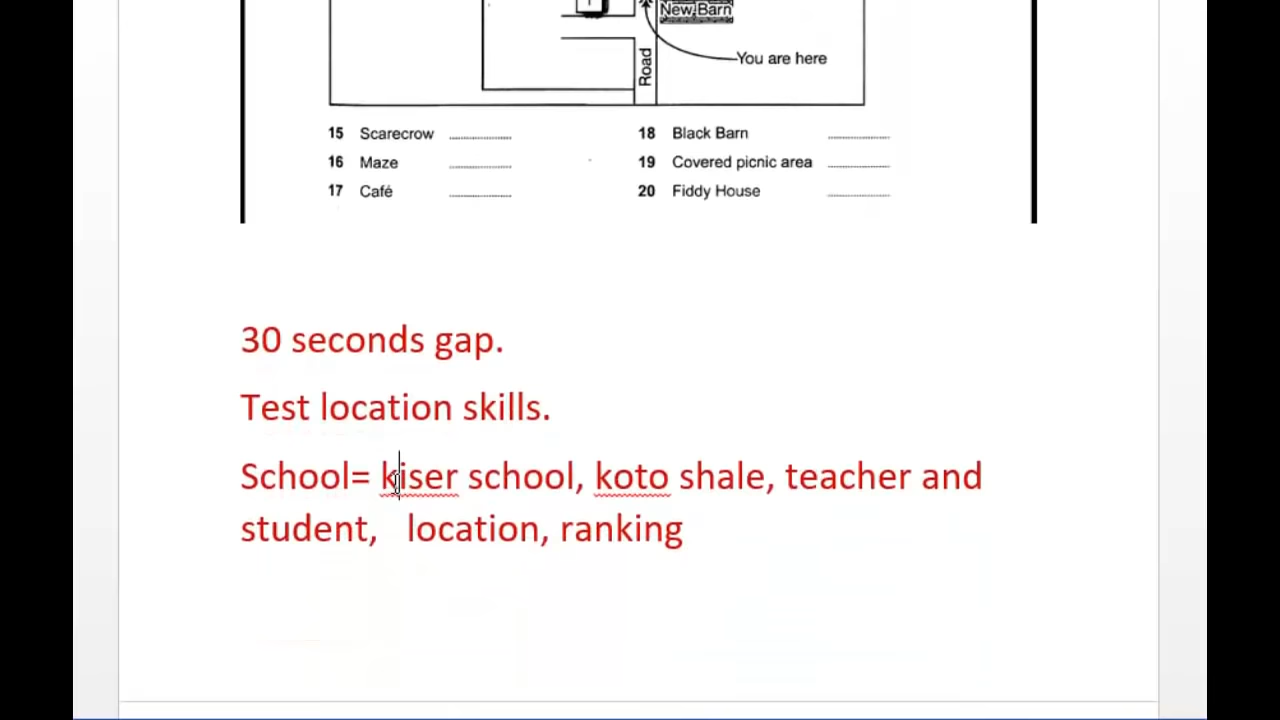 New Barn
You are here
Road
15 Scarecrow
18 Black Barn
16 Maze
19 Covered picnic area
17 Café
20 Fiddy House
30 seconds gap.
Test location skills.
School= kiser school, koto shale, teacher and
student, location, ranking